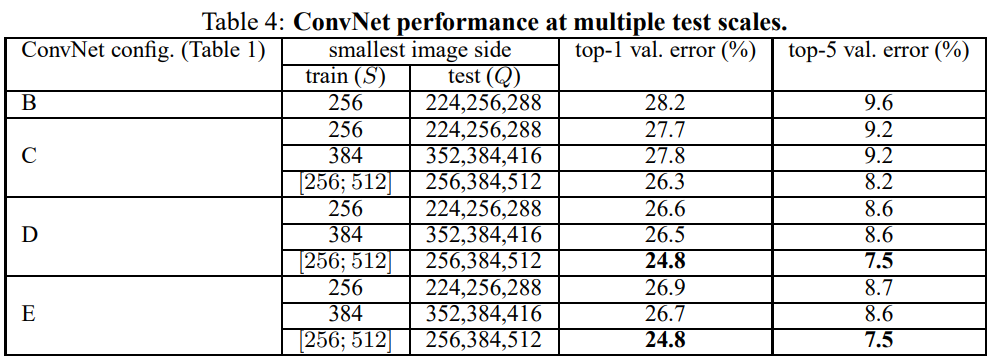 Table 4: ConvNet performance at multiple test scales.
ConvNet config. (Table 1) smallest image side top-1 val. error (%) top-5 val. error (%)
train (S) test (Q)
B 256 224,256,288 28.2 9.6
256 224,256,288 27.7 9.2
C 384 352,384,416 27.8 9.2
[256; 512] 256,384,512 26.3 8.2
256 224,256,288 26.6 8.6
D 384 352,384,416 26.5 8.6
[256; 512] 256,384,512 24.8 7.5
256 224,256,288 26.9 8.7
E 384 352,384,416 26.7 8.6
[256; 512] 256,384,512 24.8 7.5